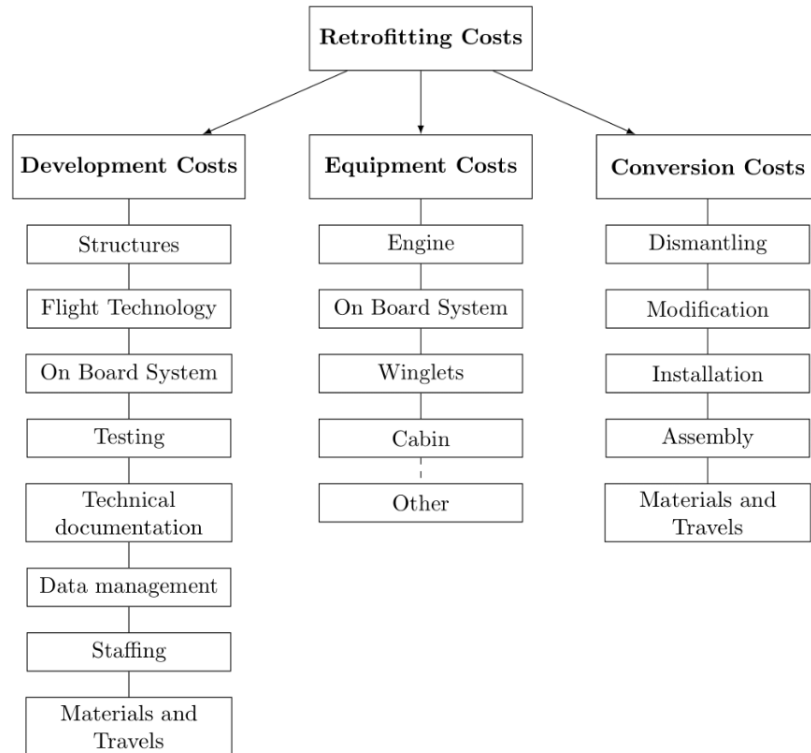 Retrofitting Costs
Development Costs
Structures
Flight Technology
On Board System
Testing
Technical
documentation
Data management
Staffing
Materials and
Travels
Equipment Costs
Engine
On Board System
Winglets
Cabin
Other
Conversion Costs
Dismantling
Modification
Installation
Assembly
Materials and
Travels